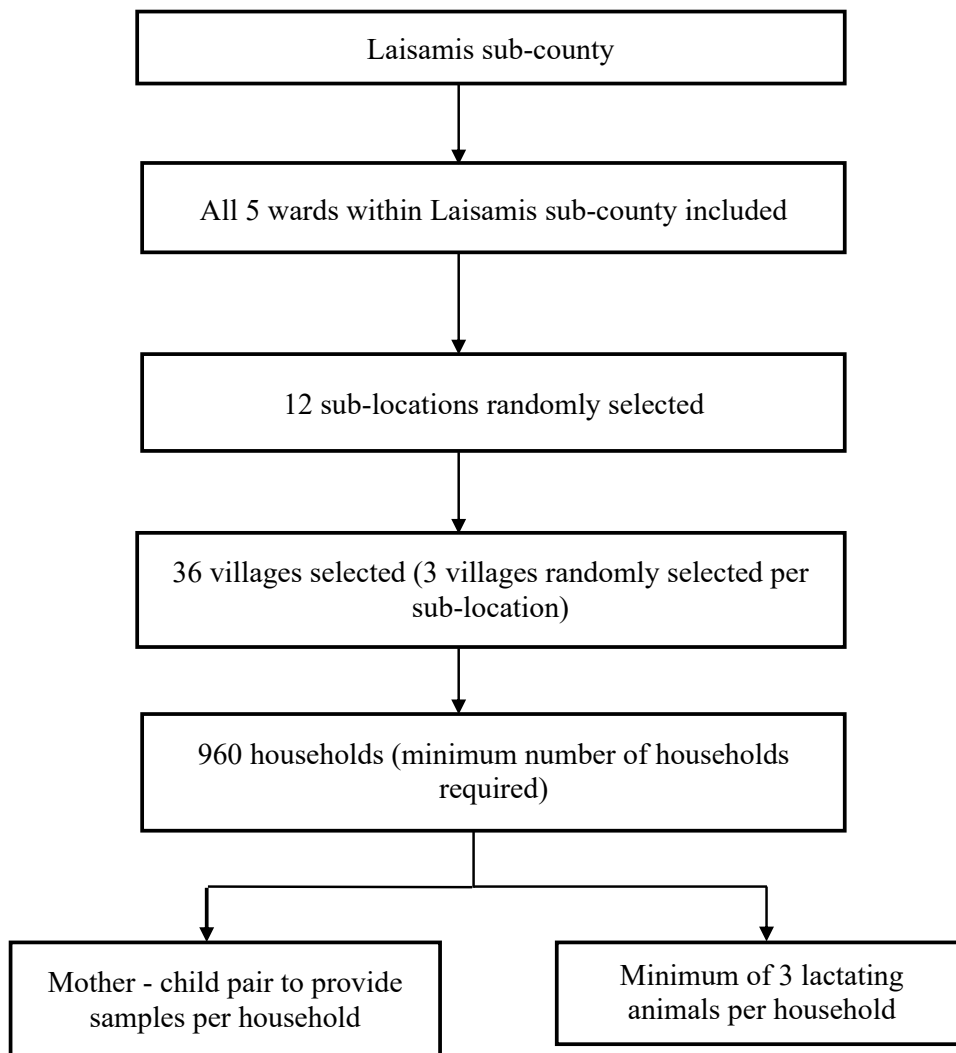 Laisamis sub-county
All 5 wards within Laisamis sub-county included
12 sub-locations randomly selected
36 villages selected (3 villages randomly selected per
sub-location)
960 households (minimum number of households
required)
Mother - child pair to provide
samples per household
Minimum of 3 lactating
animals per household